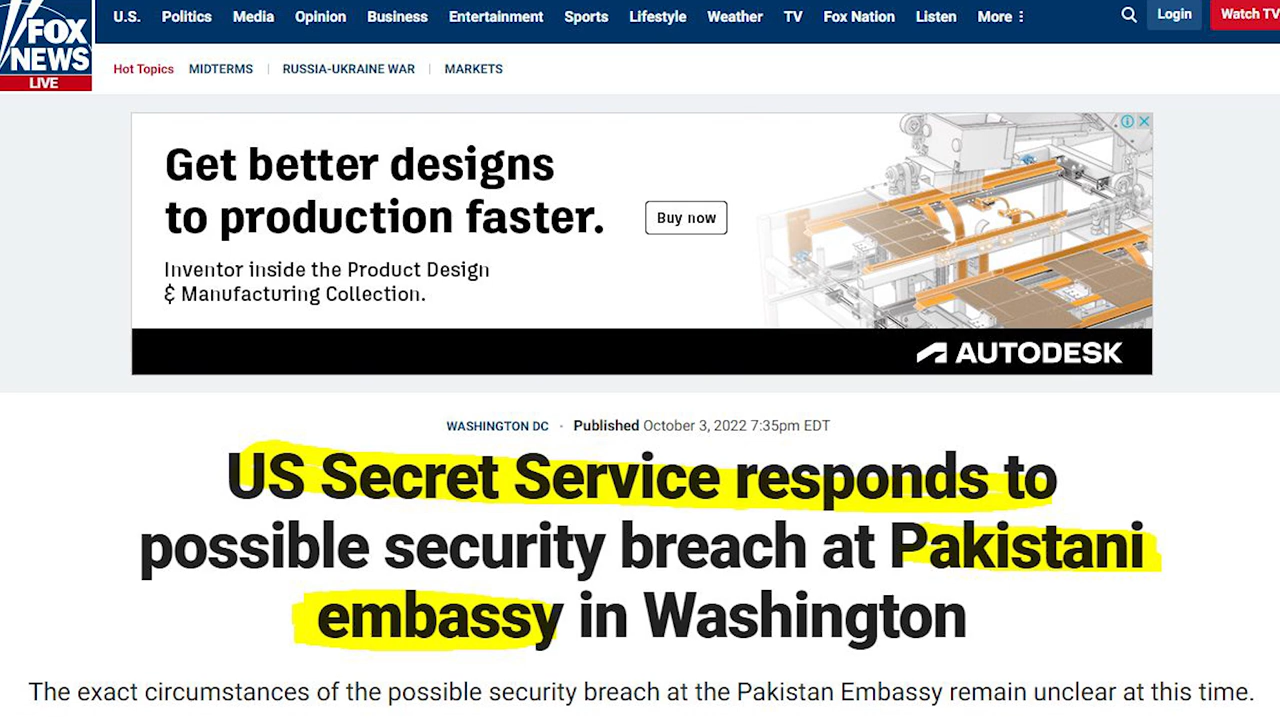 FOX
NEWS
LIVE
U.S. Politics Media Opinion Business Entertainment Sports Lifestyle Weather TV Fox Nation Listen More Login Watch TV
Hot Topics MIDTERMS RUSSIA-UKRAINE WAR MARKETS
Get better designs
to production faster.
Buy now
Inventor inside the Product Design
& Manufacturing Collection.
AUTODESK
WASHINGTON DC · Published October 3, 2022 7:35pm EDT
US Secret Service responds to
possible security breach at Pakistani
embassy in Washington
The exact circumstances of the possible security breach at the Pakistan Embassy remain unclear at this time.